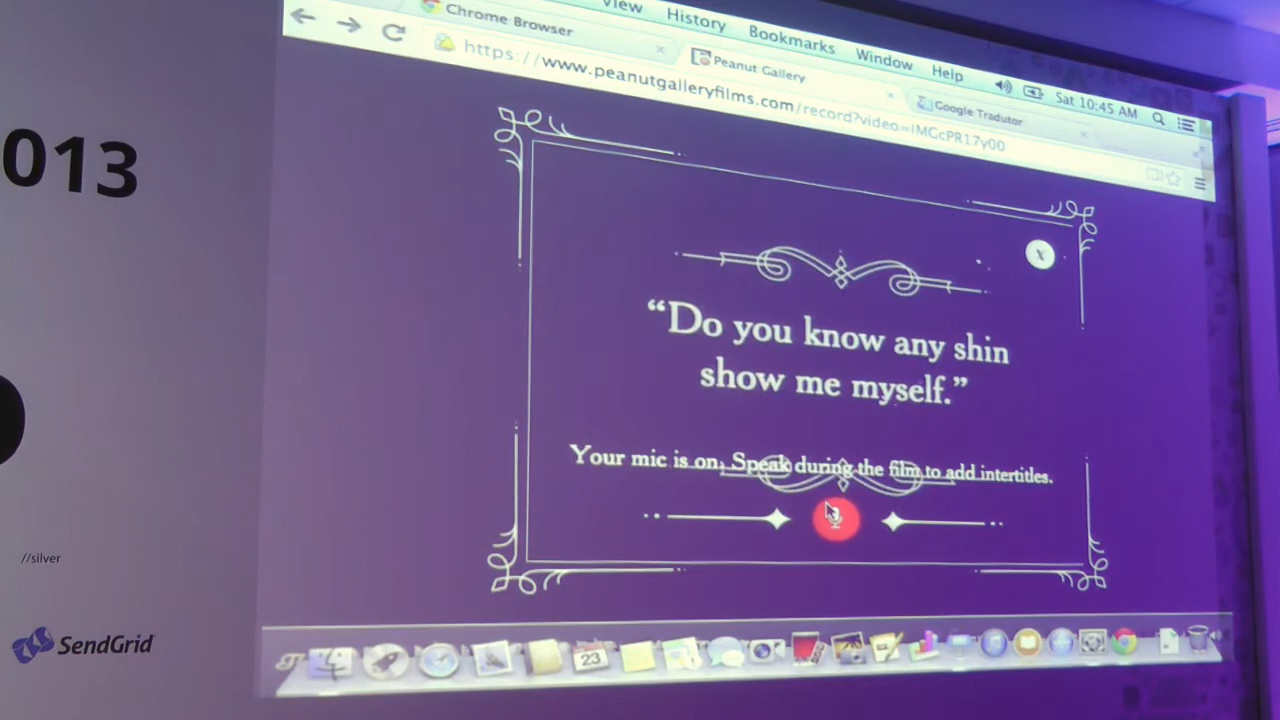 View History Bookmarks Window Help Sat 10:45 AM
Chrome Browser Peanut Gallery Google Tradutor
https://www.peanutgalleryfilms.com/record?video=IMGcPR17y00
013
x
“Do you know any shin
show me myself.”
Your mic is on. Speak during the film to add intertitles.
//silver
SendGrid
23